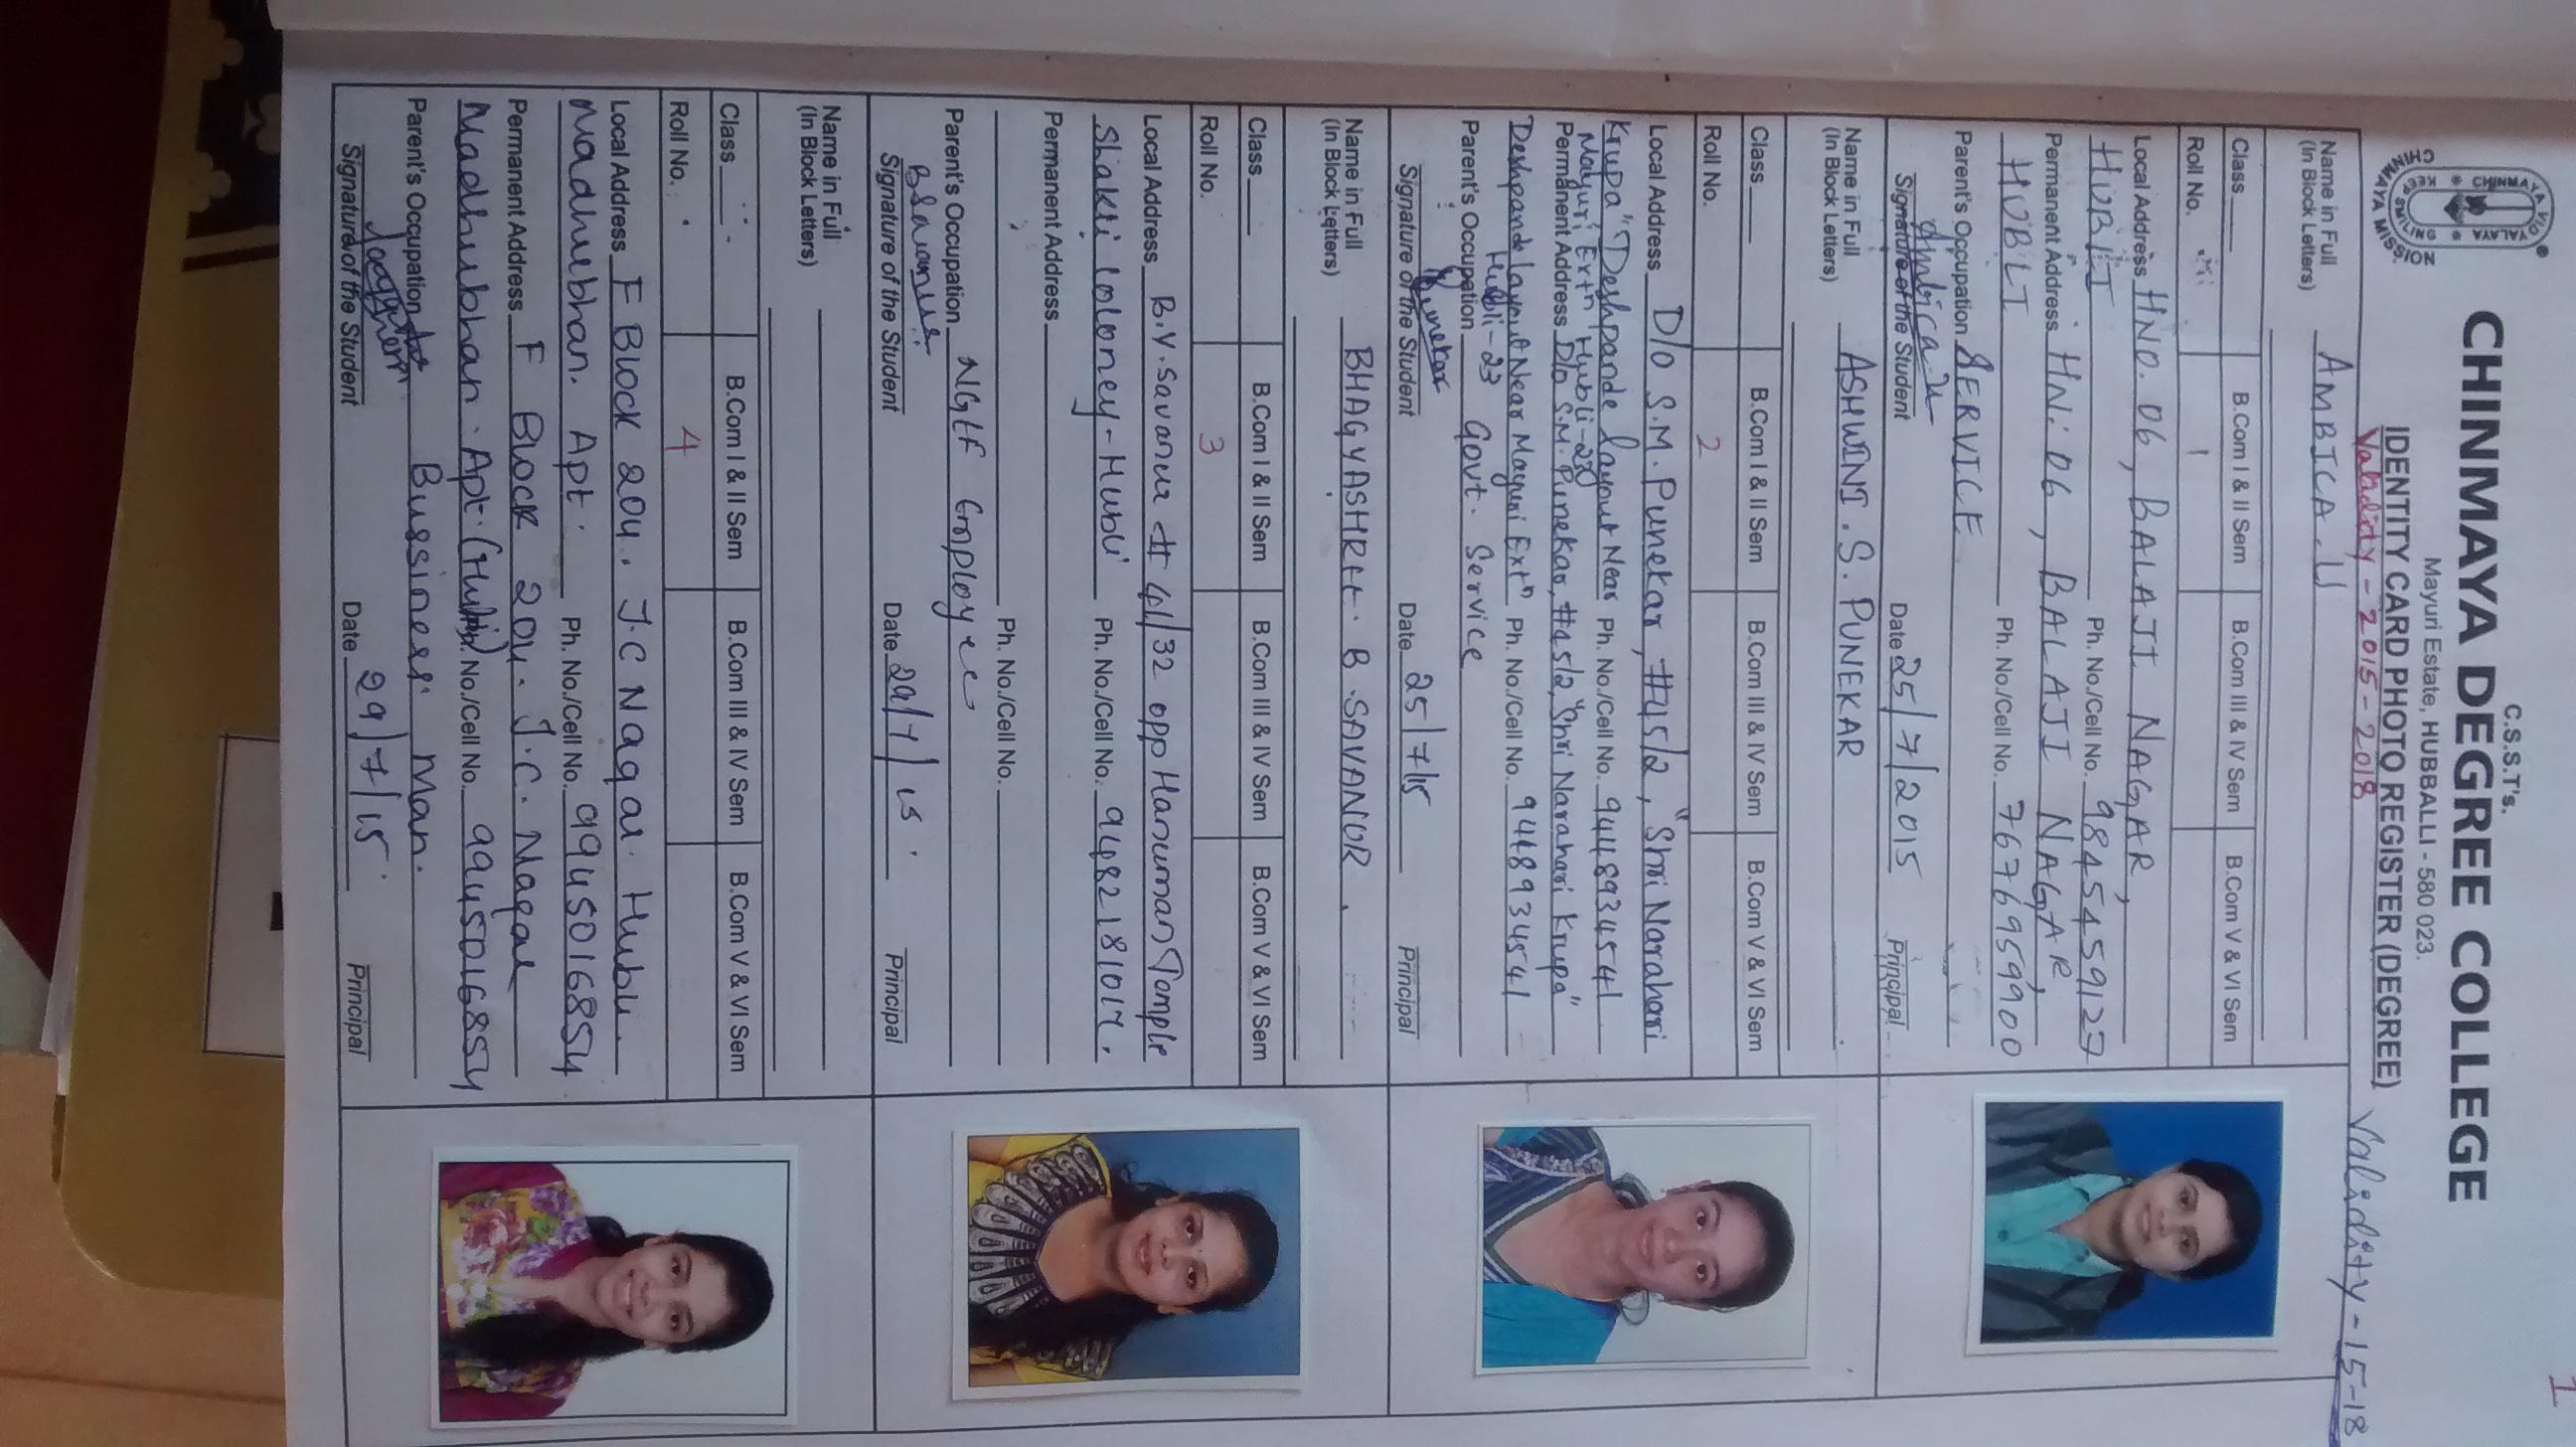 1
CHINMAYA VIDYALAYA
KEEP SMILING
CHINMAYA MISSION
C.S.S.T's.
CHINMAYA DEGREE COLLEGE
Mayuri Estate, HUBBALLI - 580 023.
IDENTITY CARD PHOTO REGISTER (DEGREE)
Validity - 2015 - 2018
Validity - 15-18
Name in Full AMBICA . U
(In Block Letters)
Class B.Com I & II Sem B.Com III & IV Sem B.Com V & VI Sem
Roll No. 1
Local Address HNO. 06, BALAJI NAGAR,
HUBLI Ph. No./Cell No. 9845459127
Permanent Address HN: 06, BALAJI NAGAR,
HUBLI Ph. No./Cell No. 7676959900
Parent's Occupation SERVICE
Ambica
Signature of the Student Date 25/7/2015 Principal
Name in Full ASHWINI . S. PUNEKAR
(In Block Letters)
Class B.Com I & II Sem B.Com III & IV Sem B.Com V & VI Sem
Roll No. 2
Local Address D/o S.M. Punekar, #45/2, "Shri Narahari
Krupa" Deshpande layout Near Ph. No./Cell No. 9448934541
Mayuri Extn Hubli-23
Permanent Address D/o S.M. Punekar, #45/2, "Shri Narahari Krupa"
Deshpande layout Near Mayuri Extn Ph. No./Cell No. 9448934541
Hubli-23
Parent's Occupation Govt. Service
Punekar
Signature of the Student Date 25/7/15 Principal
Name in Full BHAGYASHREE . B . SAVANOR .
(In Block Letters)
Class B.Com I & II Sem B.Com III & IV Sem B.Com V & VI Sem
Roll No. 3
Local Address B.V. Savanur # 41/32 opp Hanuman Temple
Shakti coloney - Hubli Ph. No./Cell No. 9482181017.
Permanent Address
Ph. No./Cell No.
Parent's Occupation NGEF Employee
Signature of the Student Date 29/7/15 Principal
Name in Full
(In Block Letters)
Class B.Com I & II Sem B.Com III & IV Sem B.Com V & VI Sem
Roll No. 4
Local Address F Block 204. J.C Nagar. Hubli
Madhubhan. Apt. Ph. No./Cell No. 9945016854
Permanent Address F Block 204. J.C. Nagar
Madhubhan. Apt. (Hubli) No./Cell No. 9945016854
Parent's Occupation Bussiness Man.
Signature of the Student Date 29/7/15 Principal